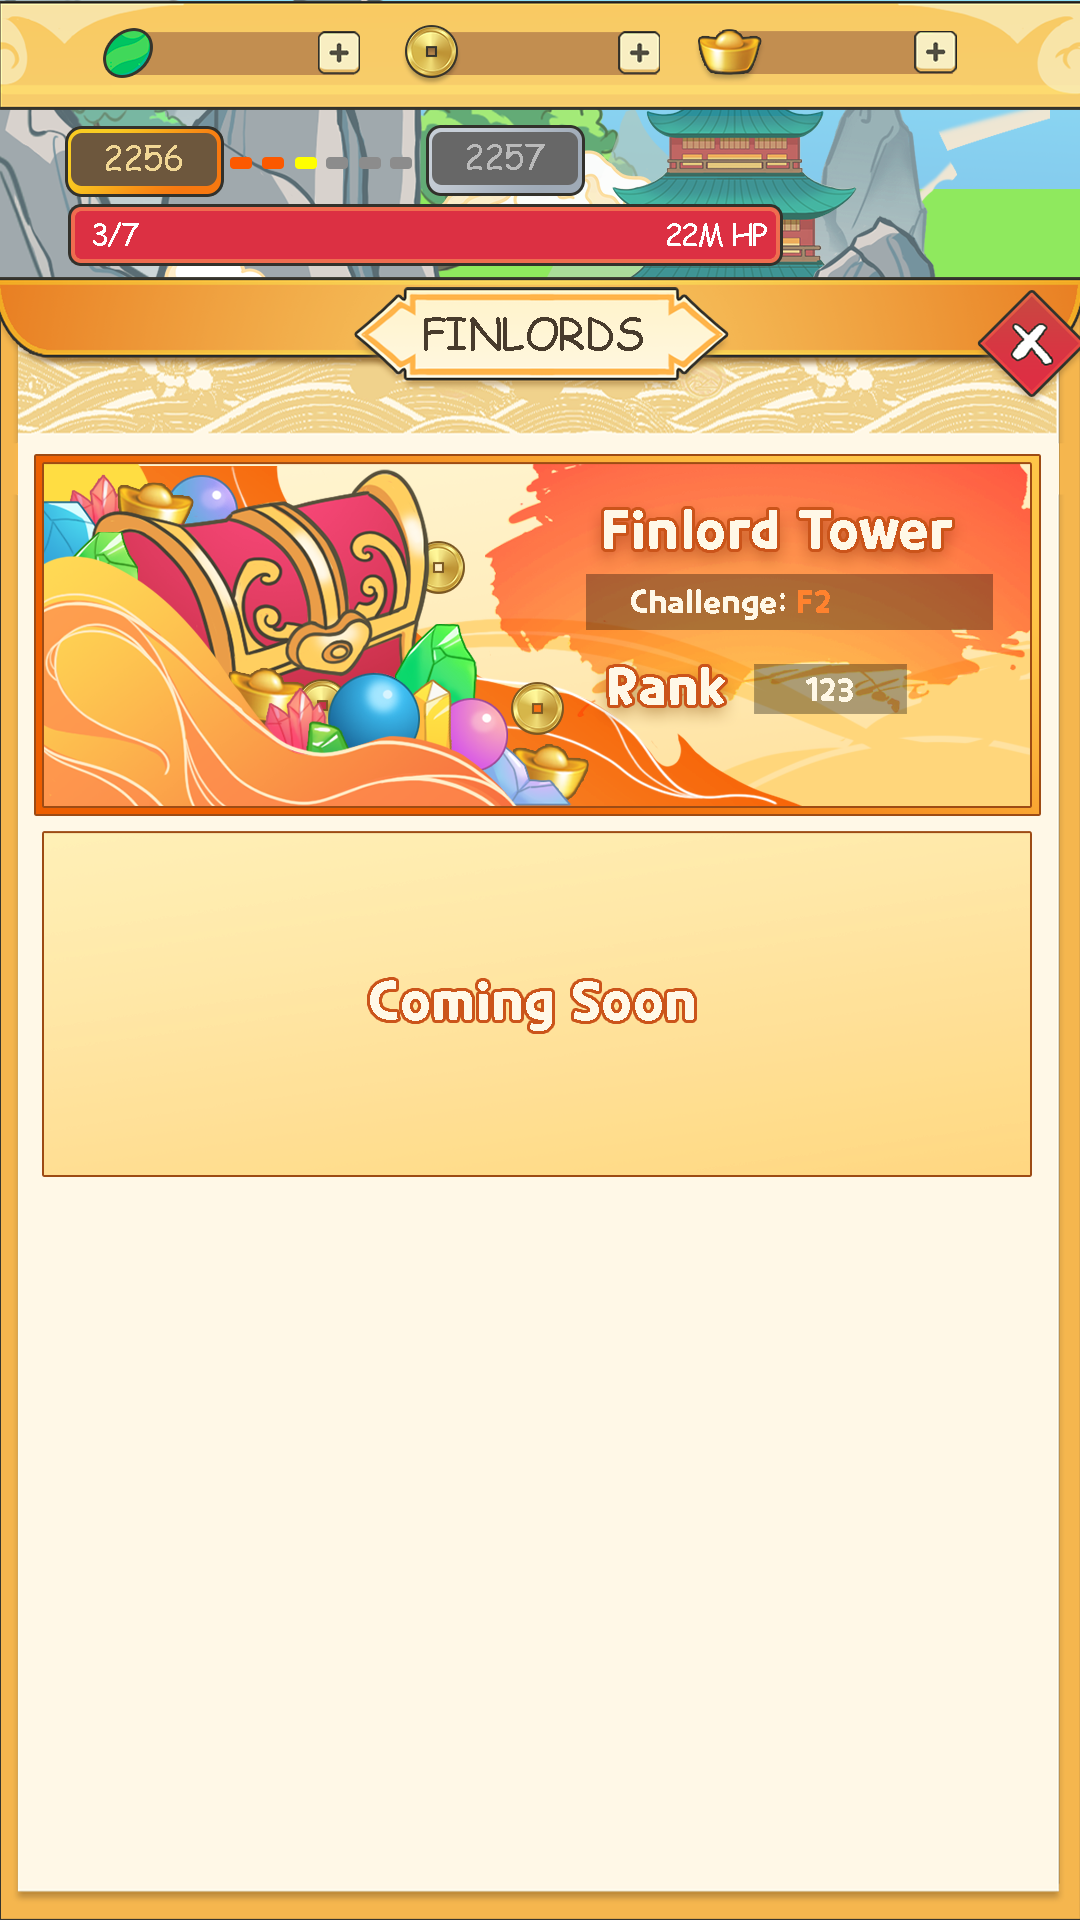 2256
2257
3/7
22M HP
FINLORDS
Finlord Tower
Challenge: F2
Rank
123
Coming Soon